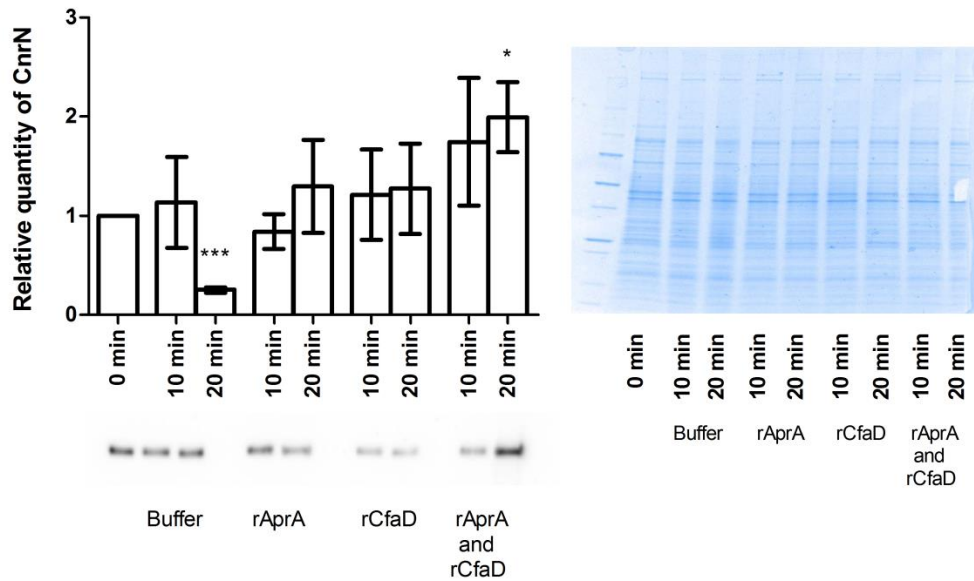 Relative quantity of CnrN
3
2
1
0
***
*
0 min
10 min
20 min
10 min
20 min
10 min
20 min
10 min
20 min
Buffer
rAprA
rCfaD
rAprA
and
rCfaD
0 min
10 min
20 min
10 min
20 min
10 min
20 min
10 min
20 min
Buffer
rAprA
rCfaD
rAprA
and
rCfaD